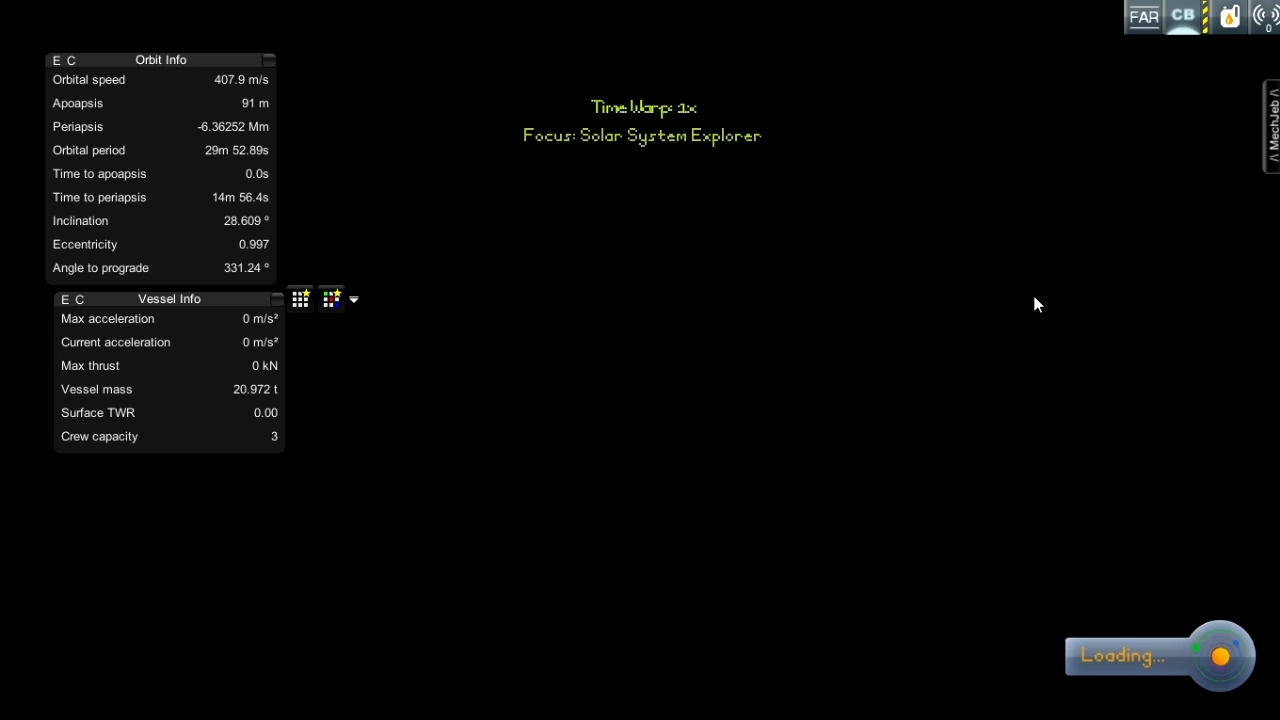 FAR CB
0
E C Orbit Info
Orbital speed 407.9 m/s
Apoapsis 91 m
Periapsis -6.36252 Mm
Orbital period 29m 52.89s
Time to apoapsis 0.0s
Time to periapsis 14m 56.4s
Inclination 28.609 º
Eccentricity 0.997
Angle to prograde 331.24 º
Time Warp: 1x
Focus: Solar System Explorer
/\ MechJeb /\
E C Vessel Info
Max acceleration 0 m/s²
Current acceleration 0 m/s²
Max thrust 0 kN
Vessel mass 20.972 t
Surface TWR 0.00
Crew capacity 3
Loading...